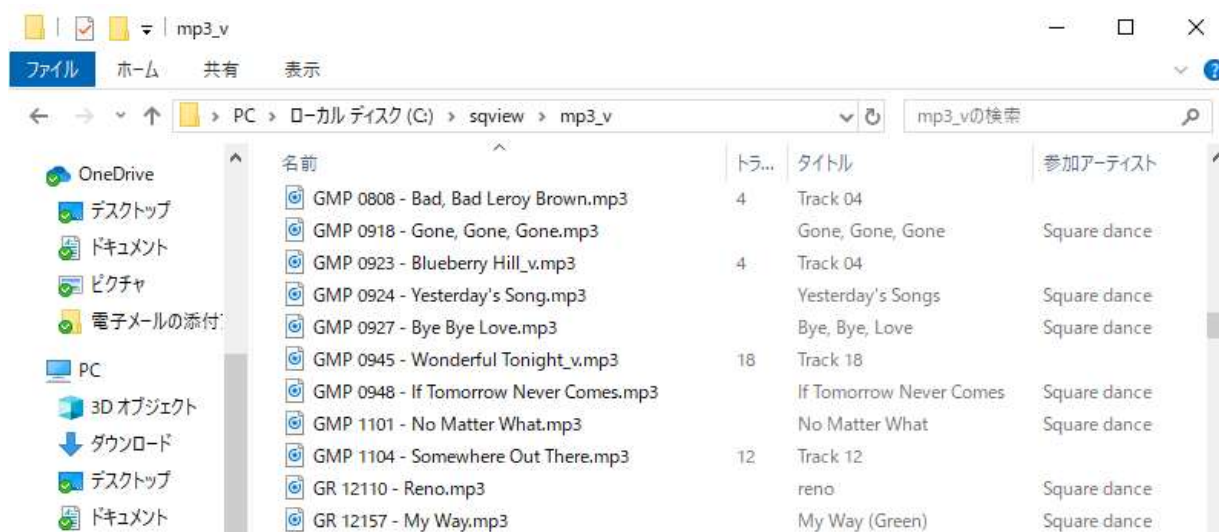 mp3_v
ファイル ホーム 共有 表示
PC › ローカル ディスク (C:) › sqview › mp3_v mp3_vの検索
OneDrive
デスクトップ
ドキュメント
ピクチャ
電子メールの添付
PC
3D オブジェクト
ダウンロード
デスクトップ
ドキュメント
名前 トラ... タイトル 参加アーティスト
GMP 0808 - Bad, Bad Leroy Brown.mp3 4 Track 04
GMP 0918 - Gone, Gone, Gone.mp3 Gone, Gone, Gone Square dance
GMP 0923 - Blueberry Hill_v.mp3 4 Track 04
GMP 0924 - Yesterday's Song.mp3 Yesterday's Songs Square dance
GMP 0927 - Bye Bye Love.mp3 Bye, Bye, Love Square dance
GMP 0945 - Wonderful Tonight_v.mp3 18 Track 18
GMP 0948 - If Tomorrow Never Comes.mp3 If Tomorrow Never Comes Square dance
GMP 1101 - No Matter What.mp3 No Matter What Square dance
GMP 1104 - Somewhere Out There.mp3 12 Track 12
GR 12110 - Reno.mp3 reno Square dance
GR 12157 - My Way.mp3 My Way (Green) Square dance